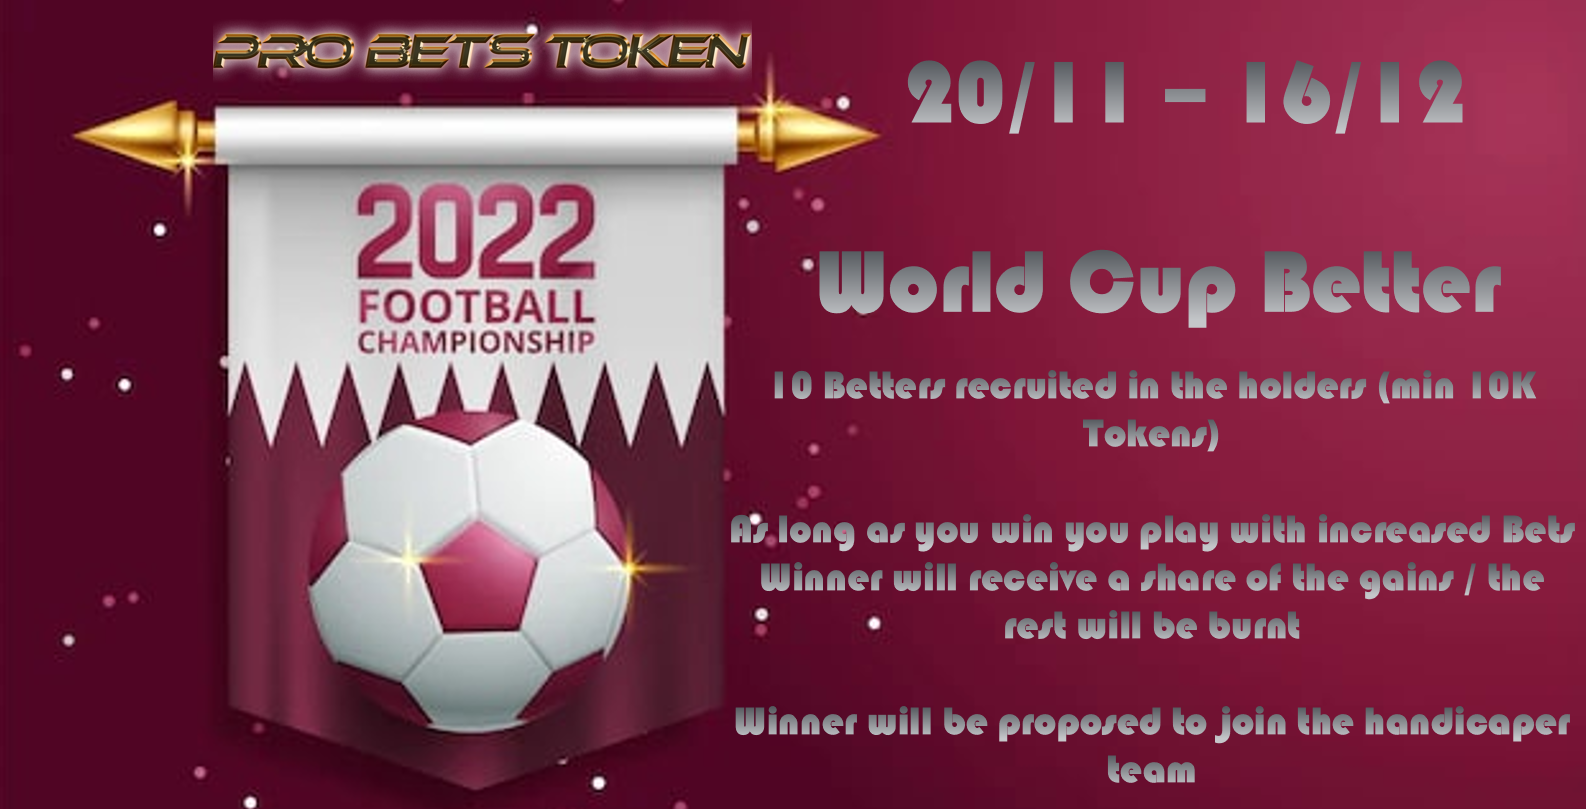 PRO BETS TOKEN
20/11 – 16/12
2022
FOOTBALL
CHAMPIONSHIP
World Cup Better
10 Betters recruited in the holders (min 10K
Tokens)
As long as you win you play with increased Bets
Winner will receive a share of the gains / the
rest will be burnt
Winner will be proposed to join the handicaper
team